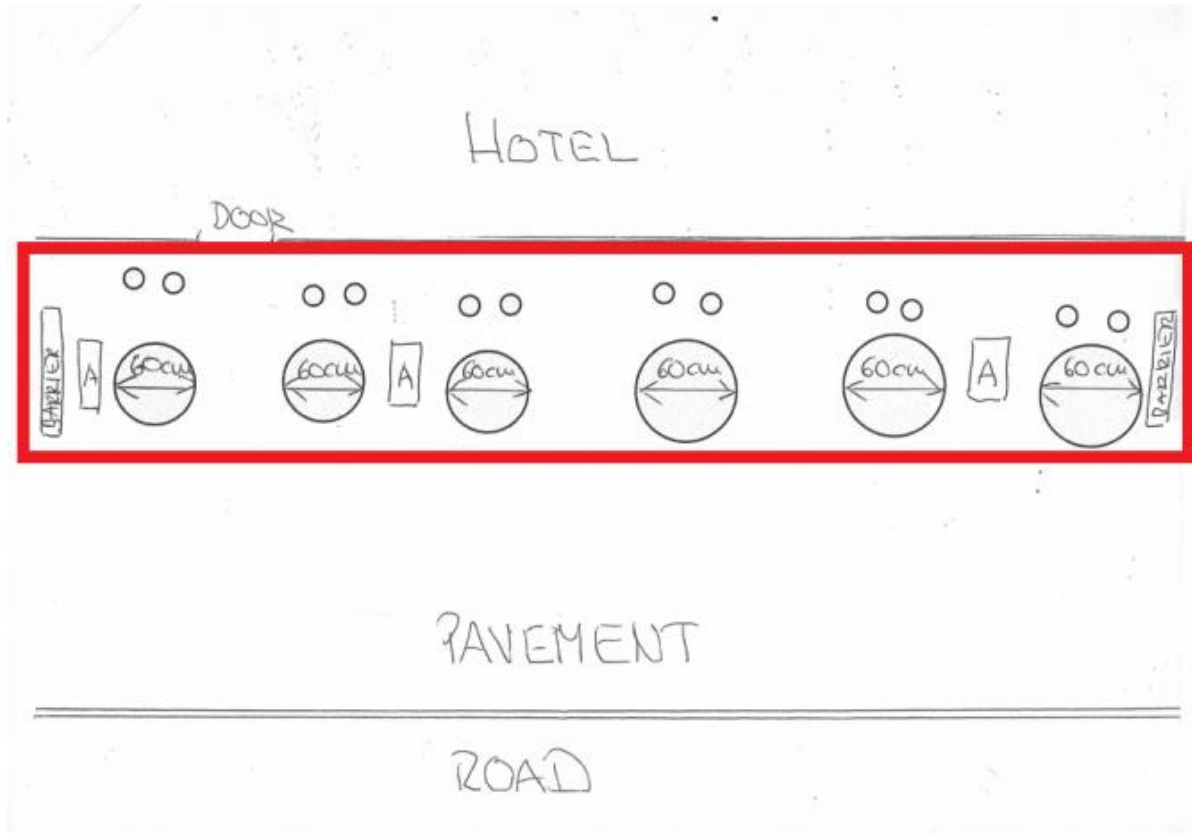 HOTEL
DOOR
BARRIER
A
60cm
60cm
A
60cm
60cm
60cm
A
60cm
BARRIER
PAVEMENT
ROAD